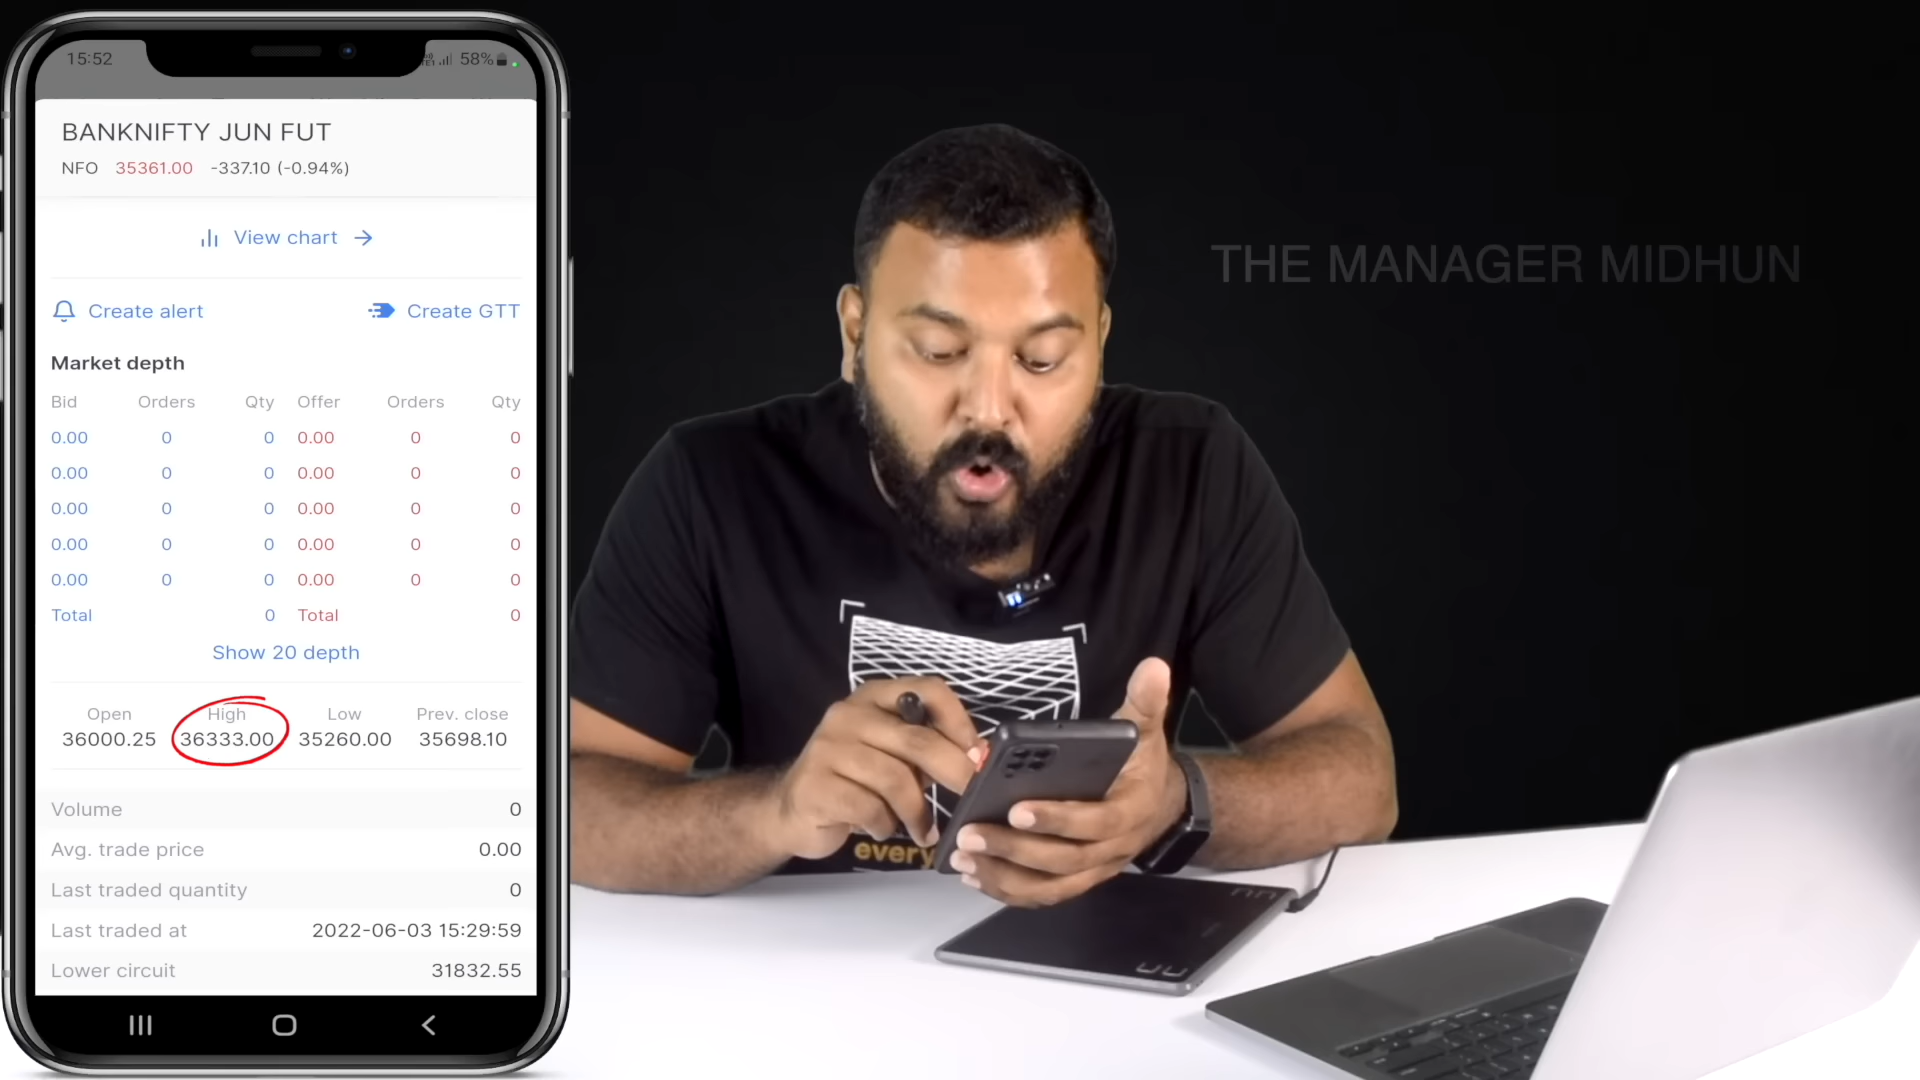 15:52
58%
BANKNIFTY JUN FUT
NFO 35361.00 -337.10 (-0.94%)
View chart
Create alert Create GTT
Market depth
Bid Orders Qty Offer Orders Qty
0.00 0 0 0.00 0 0
0.00 0 0 0.00 0 0
0.00 0 0 0.00 0 0
0.00 0 0 0.00 0 0
0.00 0 0 0.00 0 0
Total 0 Total 0
Show 20 depth
Open High Low Prev. close
36000.25 36333.00 35260.00 35698.10
Volume 0
Avg. trade price 0.00
Last traded quantity 0
Last traded at 2022-06-03 15:29:59
Lower circuit 31832.55
THE MANAGER MIDHUN
every